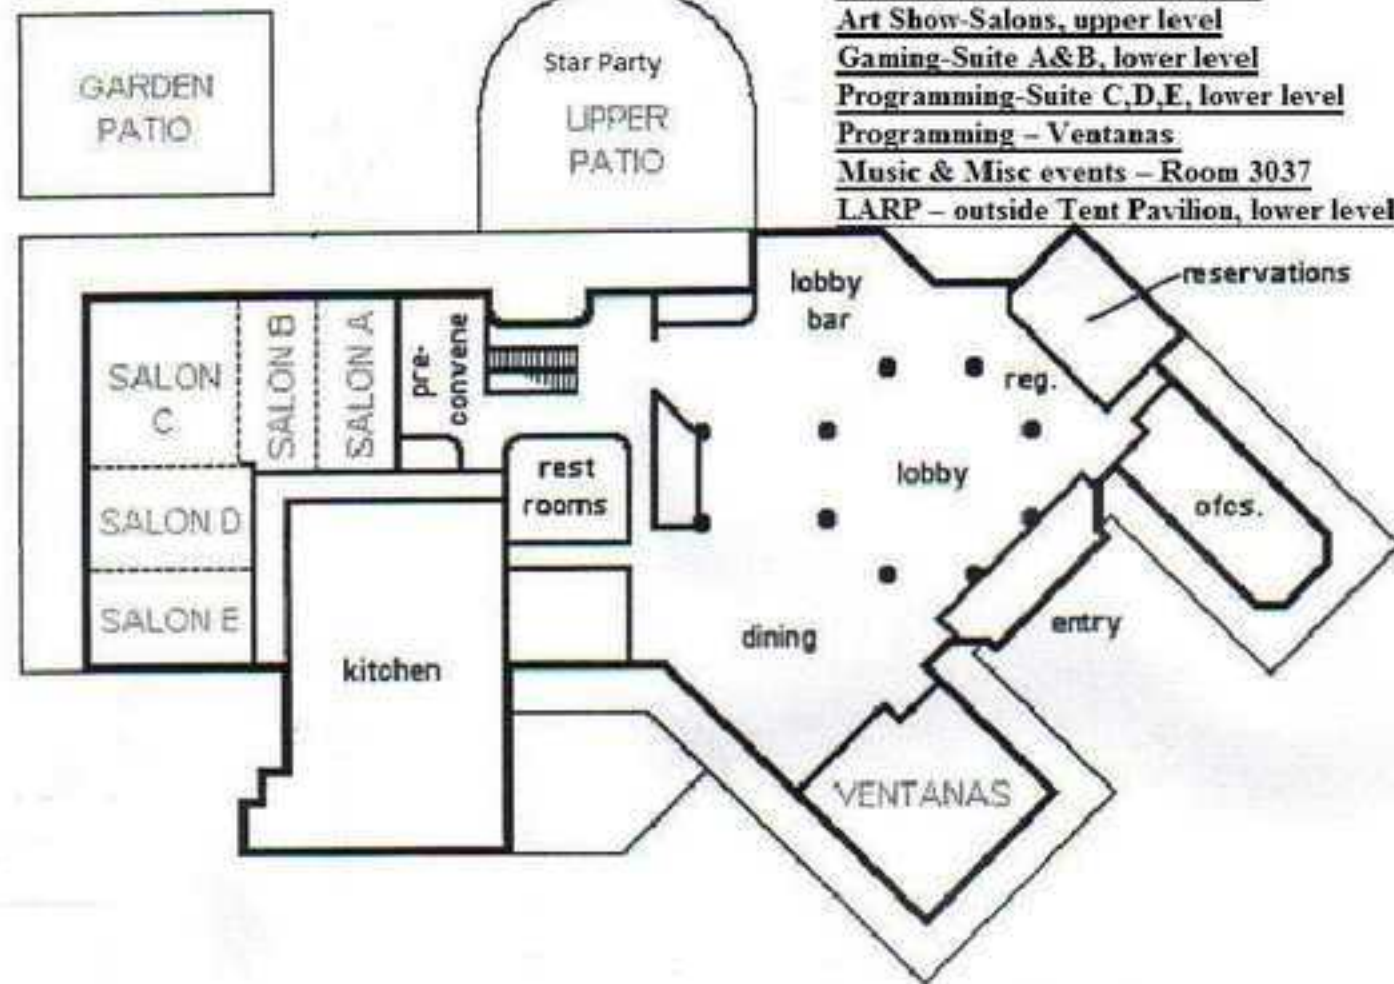 Art Show-Salons, upper level
Gaming-Suite A&B, lower level
Programming-Suite C,D,E, lower level
Programming – Ventanas
Music & Misc events – Room 3037
LARP – outside Tent Pavilion, lower level
GARDEN
PATIO
Star Party
UPPER
PATIO
reservations
lobby
bar
reg.
SALON
C
SALON B
SALON A
pre-
convene
rest
rooms
lobby
ofcs.
SALON D
SALON E
kitchen
dining
entry
VENTANAS